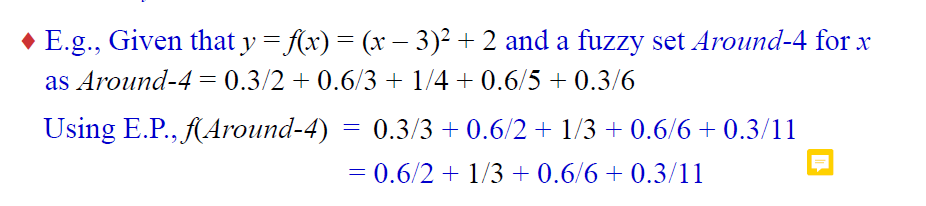 ♦ E.g., Given that y = f(x) = (x – 3)² + 2 and a fuzzy set Around-4 for x
as Around-4 = 0.3/2 + 0.6/3 + 1/4 + 0.6/5 + 0.3/6
Using E.P., f(Around-4) = 0.3/3 + 0.6/2 + 1/3 + 0.6/6 + 0.3/11
= 0.6/2 + 1/3 + 0.6/6 + 0.3/11